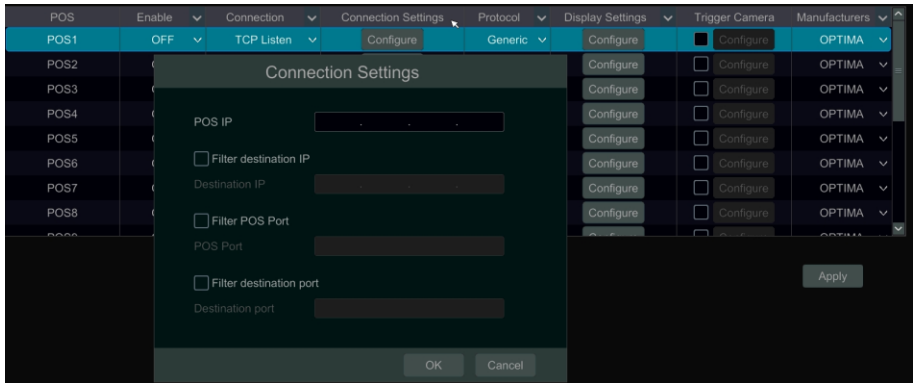 POS Enable Connection Connection Settings Protocol Display Settings Trigger Camera Manufacturers
POS1 OFF TCP Listen Configure Generic Configure Configure OPTIMA
POS2 Configure Configure OPTIMA
Connection Settings
POS3 Configure Configure OPTIMA
POS4 Configure Configure OPTIMA
POS IP
POS5 Configure Configure OPTIMA
POS6 Configure Configure OPTIMA
Filter destination IP
POS7 Configure Configure OPTIMA
Destination IP
POS8 Configure Configure OPTIMA
Filter POS Port
POS Port
Filter destination port
Apply
Destination port
OK Cancel